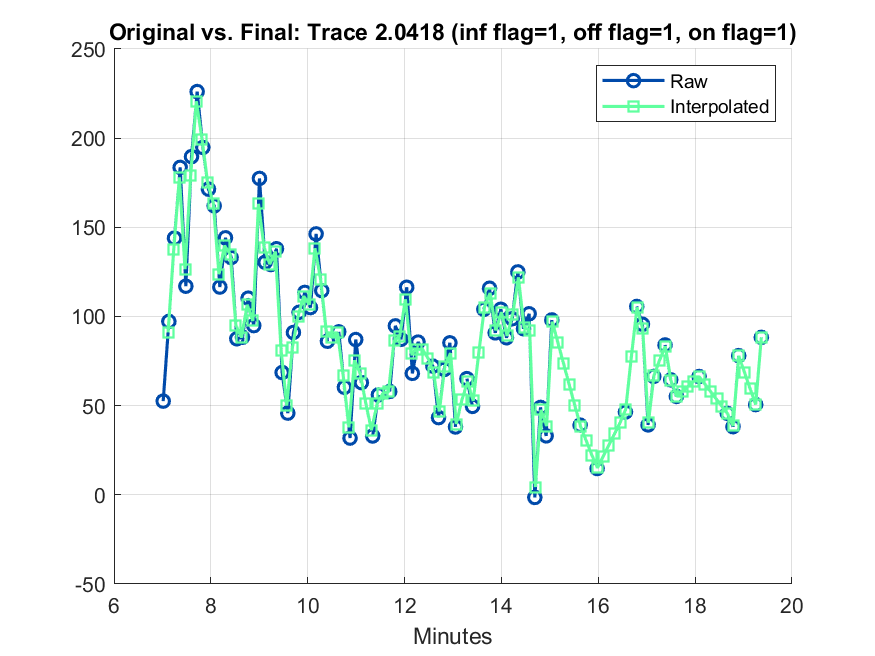 Original vs. Final: Trace 2.0418 (inf flag=1, off flag=1, on flag=1)
250
200
150
100
50
0
-50
Raw
Interpolated
6 8 10 12 14 16 18 20
Minutes